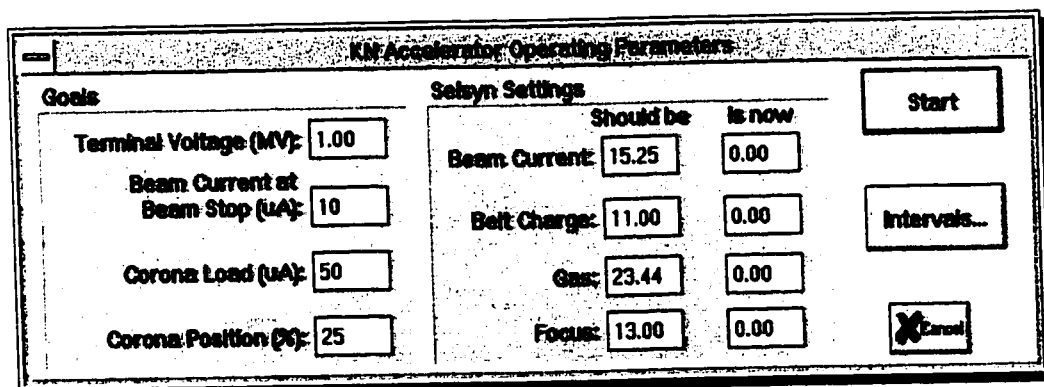 KN Accelerator Operating Parameters
Goals
Terminal Voltage (MV): 1.00
Beam Current at
Beam Stop (uA): 10
Corona Load (uA): 50
Corona Position (%): 25
Selsyn Settings
Should be Is now
Beam Current: 15.25 0.00
Belt Charge: 11.00 0.00
Gas: 23.44 0.00
Focus: 13.00 0.00
Start
Intervals...
Cancel